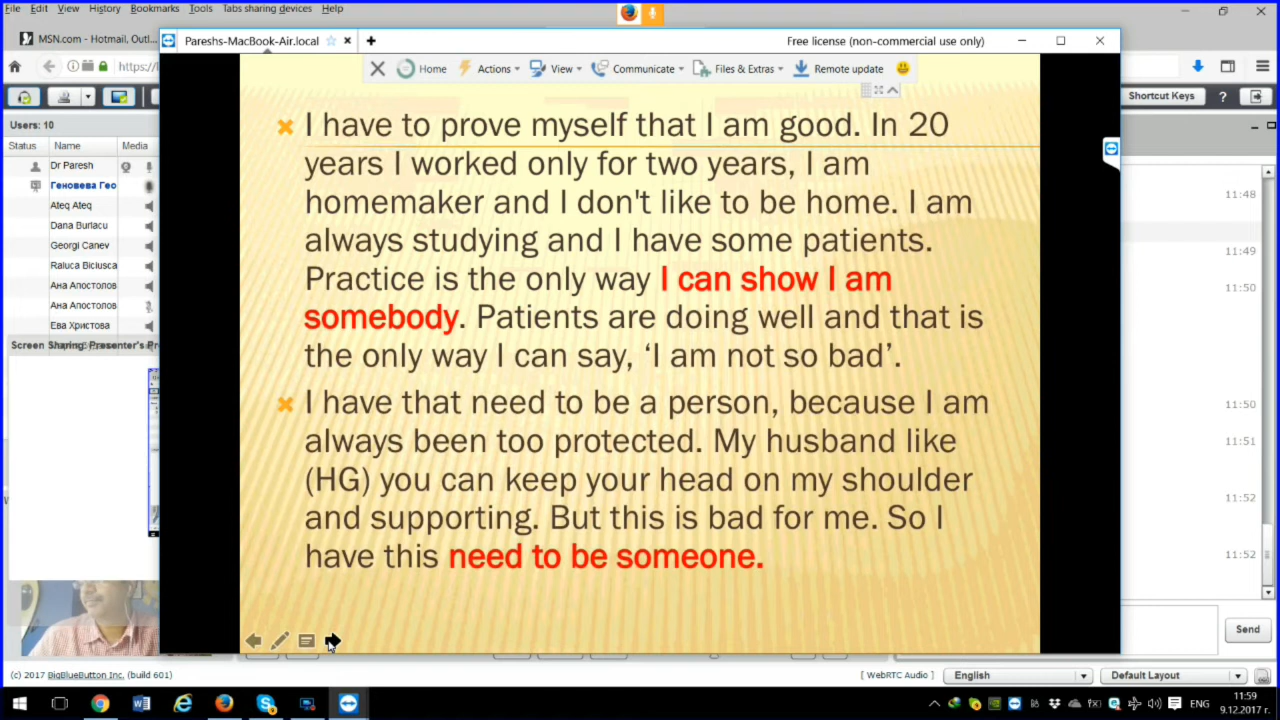 File Edit View History Bookmarks Tools Tabs sharing devices Help
MSN.com - Hotmail, Outl...
https://
Pareshs-MacBook-Air.local
Free license (non-commercial use only)
Home Actions View Communicate Files & Extras Remote update
Shortcut Keys ?
Users: 10
Status Name Media
Dr Paresh
Геновева Гео
Ateq Ateq
Dana Burlacu
Georgi Canev
Raluca Biciusca
Ана Апостолов
Ана Апостолов
Ева Христова
Screen Sharing: Presenter's Pr
I have to prove myself that I am good. In 20
years I worked only for two years, I am
homemaker and I don't like to be home. I am
always studying and I have some patients.
Practice is the only way I can show I am
somebody. Patients are doing well and that is
the only way I can say, ‘I am not so bad’.
I have that need to be a person, because I am
always been too protected. My husband like
(HG) you can keep your head on my shoulder
and supporting. But this is bad for me. So I
have this need to be someone.
11:48
11:49
11:50
11:50
11:51
11:52
11:52
Send
(c) 2017 BigBlueButton Inc. (build 601)
[ WebRTC Audio ] English Default Layout
ENG
11:59
9.12.2017 г.